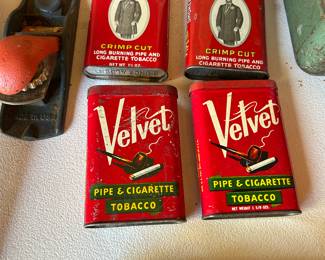 CRIMP CUT
LONG BURNING PIPE AND
CIGARETTE TOBACCO
CRIMP CUT
LONG BURNING PIPE AND
CIGARETTE TOBACCO
Velvet
PIPE & CIGARETTE
TOBACCO
Velvet
PIPE & CIGARETTE
TOBACCO